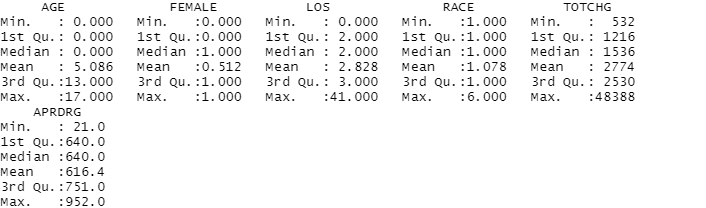 AGE             FEMALE           LOS              RACE           TOTCHG
Min.   : 0.000   Min.   :0.000   Min.   : 0.000   Min.   :1.000   Min.   :  532
1st Qu.: 0.000   1st Qu.:0.000   1st Qu.: 2.000   1st Qu.:1.000   1st Qu.: 1216
Median : 0.000   Median :1.000   Median : 2.000   Median :1.000   Median : 1536
Mean   : 5.086   Mean   :0.512   Mean   : 2.828   Mean   :1.078   Mean   : 2774
3rd Qu.:13.000   3rd Qu.:1.000   3rd Qu.: 3.000   3rd Qu.:1.000   3rd Qu.: 2530
Max.   :17.000   Max.   :1.000   Max.   :41.000   Max.   :6.000   Max.   :48388
     APRDRG
Min.   : 21.0
1st Qu.:640.0
Median :640.0
Mean   :616.4
3rd Qu.:751.0
Max.   :952.0